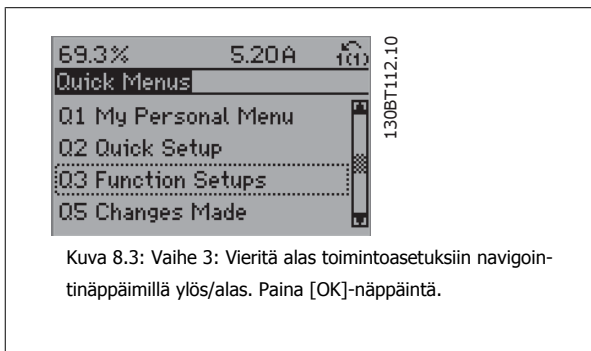 69.3% 5.20A 1(1)
Quick Menus
Q1 My Personal Menu
Q2 Quick Setup
Q3 Function Setups
Q5 Changes Made
130BT112.10
Kuva 8.3: Vaihe 3: Vieritä alas toimintoasetuksiin navigoin-
tinäppäimillä ylös/alas. Paina [OK]-näppäintä.